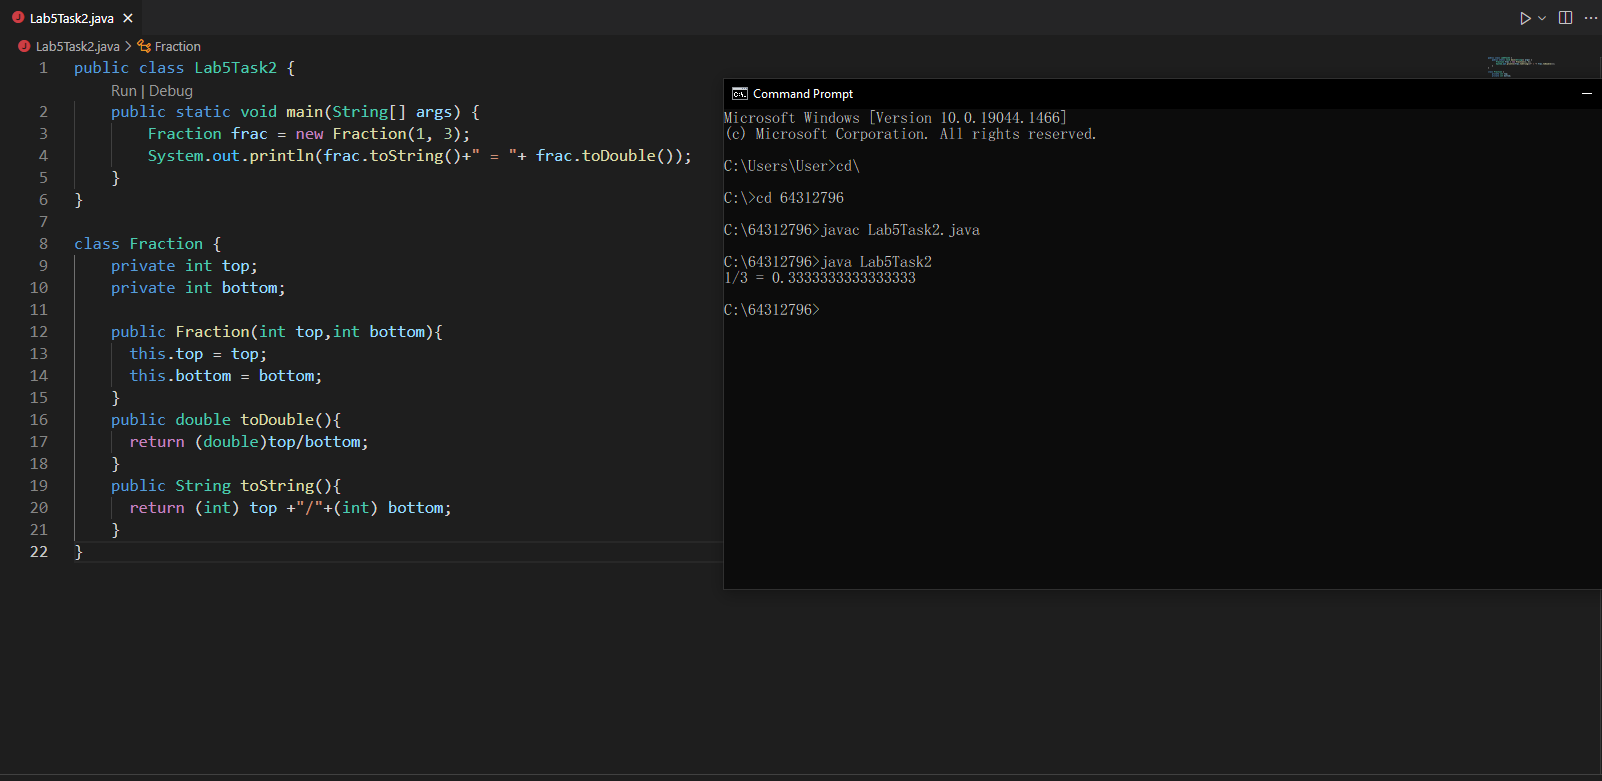 Lab5Task2.java
Lab5Task2.java > Fraction
1 public class Lab5Task2 {
Run | Debug
2 public static void main(String[] args) {
3 Fraction frac = new Fraction(1, 3);
4 System.out.println(frac.toString()+" = "+ frac.toDouble());
5 }
6 }
7
8 class Fraction {
9 private int top;
10 private int bottom;
11
12 public Fraction(int top,int bottom){
13 this.top = top;
14 this.bottom = bottom;
15 }
16 public double toDouble(){
17 return (double)top/bottom;
18 }
19 public String toString(){
20 return (int) top +"/"+(int) bottom;
21 }
22 }
Command Prompt
Microsoft Windows [Version 10.0.19044.1466]
(c) Microsoft Corporation. All rights reserved.
C:\Users\User>cd\
C:\>cd 64312796
C:\64312796>javac Lab5Task2.java
C:\64312796>java Lab5Task2
1/3 = 0.3333333333333333
C:\64312796>